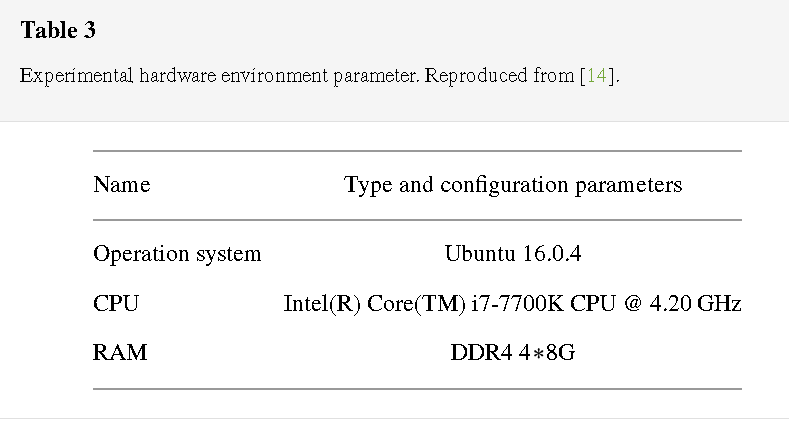 Table 3
Experimental hardware environment parameter. Reproduced from [14].
Name Type and configuration parameters
Operation system Ubuntu 16.0.4
CPU Intel(R) Core(TM) i7-7700K CPU @ 4.20 GHz
RAM DDR4 4*8G